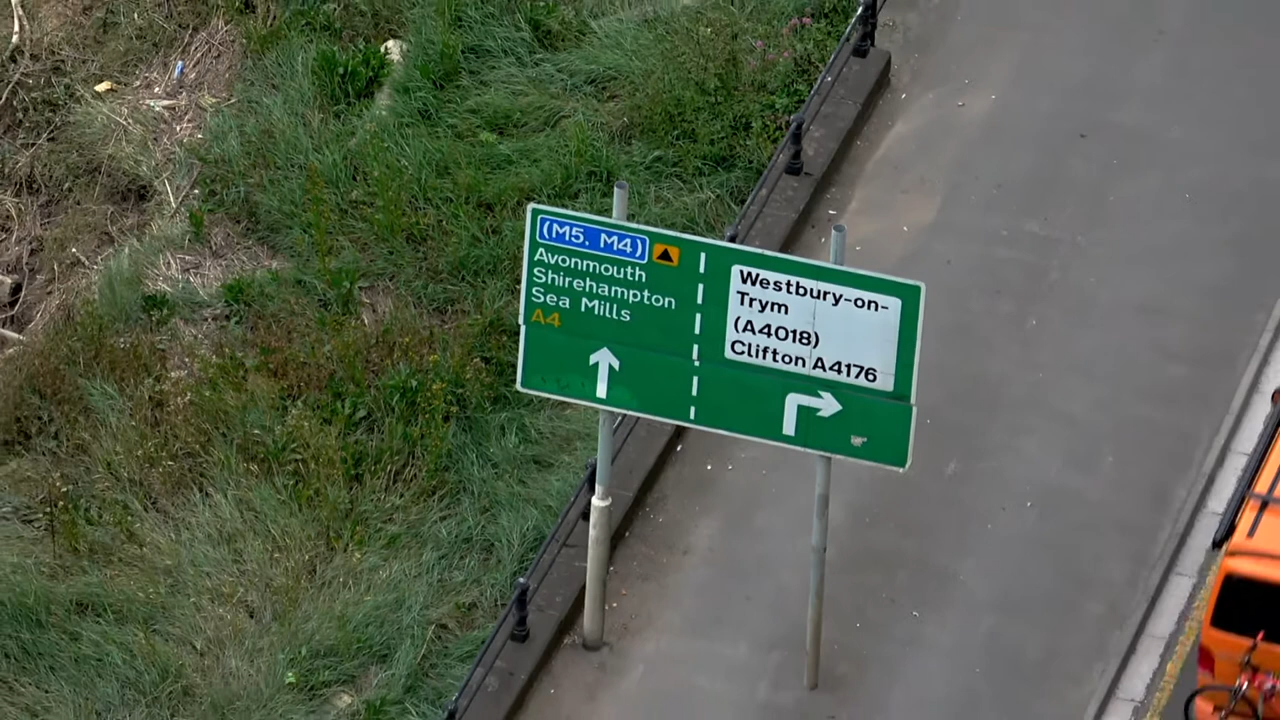 (M5. M4)
Avonmouth
Shirehampton
Sea Mills
A4
Westbury-on-
Trym
(A4018)
Clifton A4176